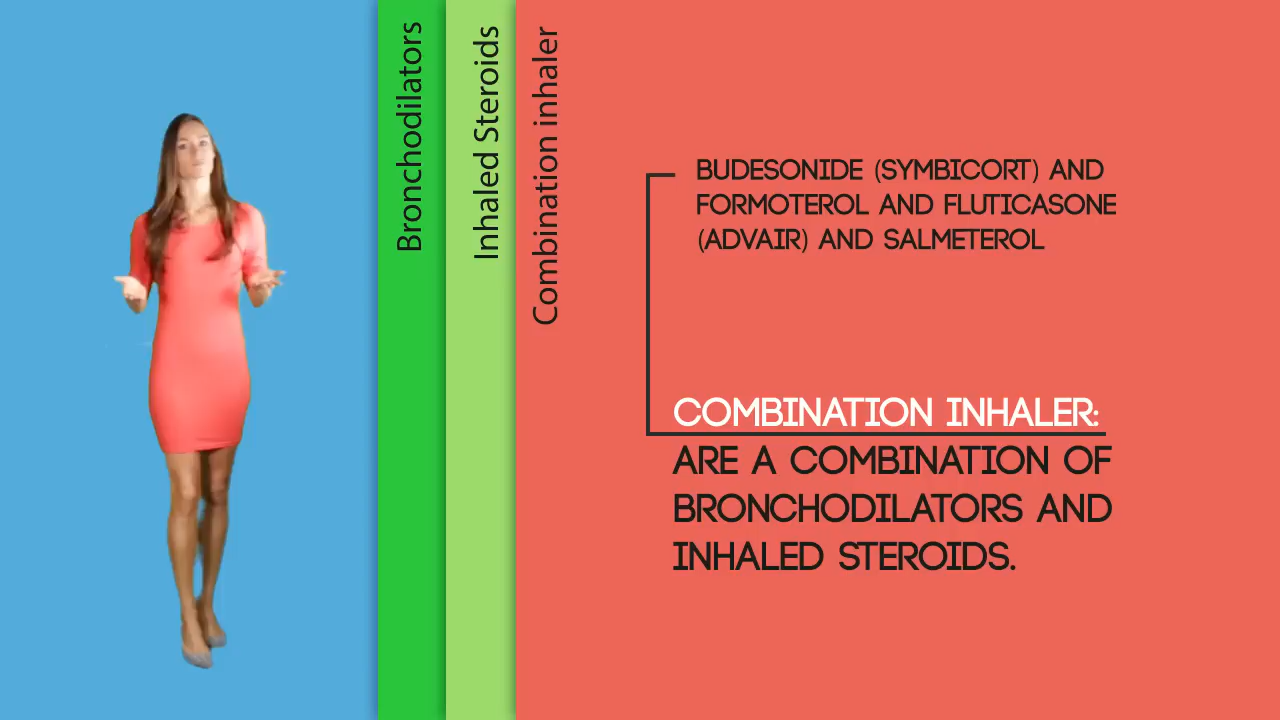 Bronchodilators
Inhaled Steroids
Combination inhaler
BUDESONIDE (SYMBICORT) AND
FORMOTEROL AND FLUTICASONE
(ADVAIR) AND SALMETEROL
COMBINATION INHALER:
ARE A COMBINATION OF
BRONCHODILATORS AND
INHALED STEROIDS.